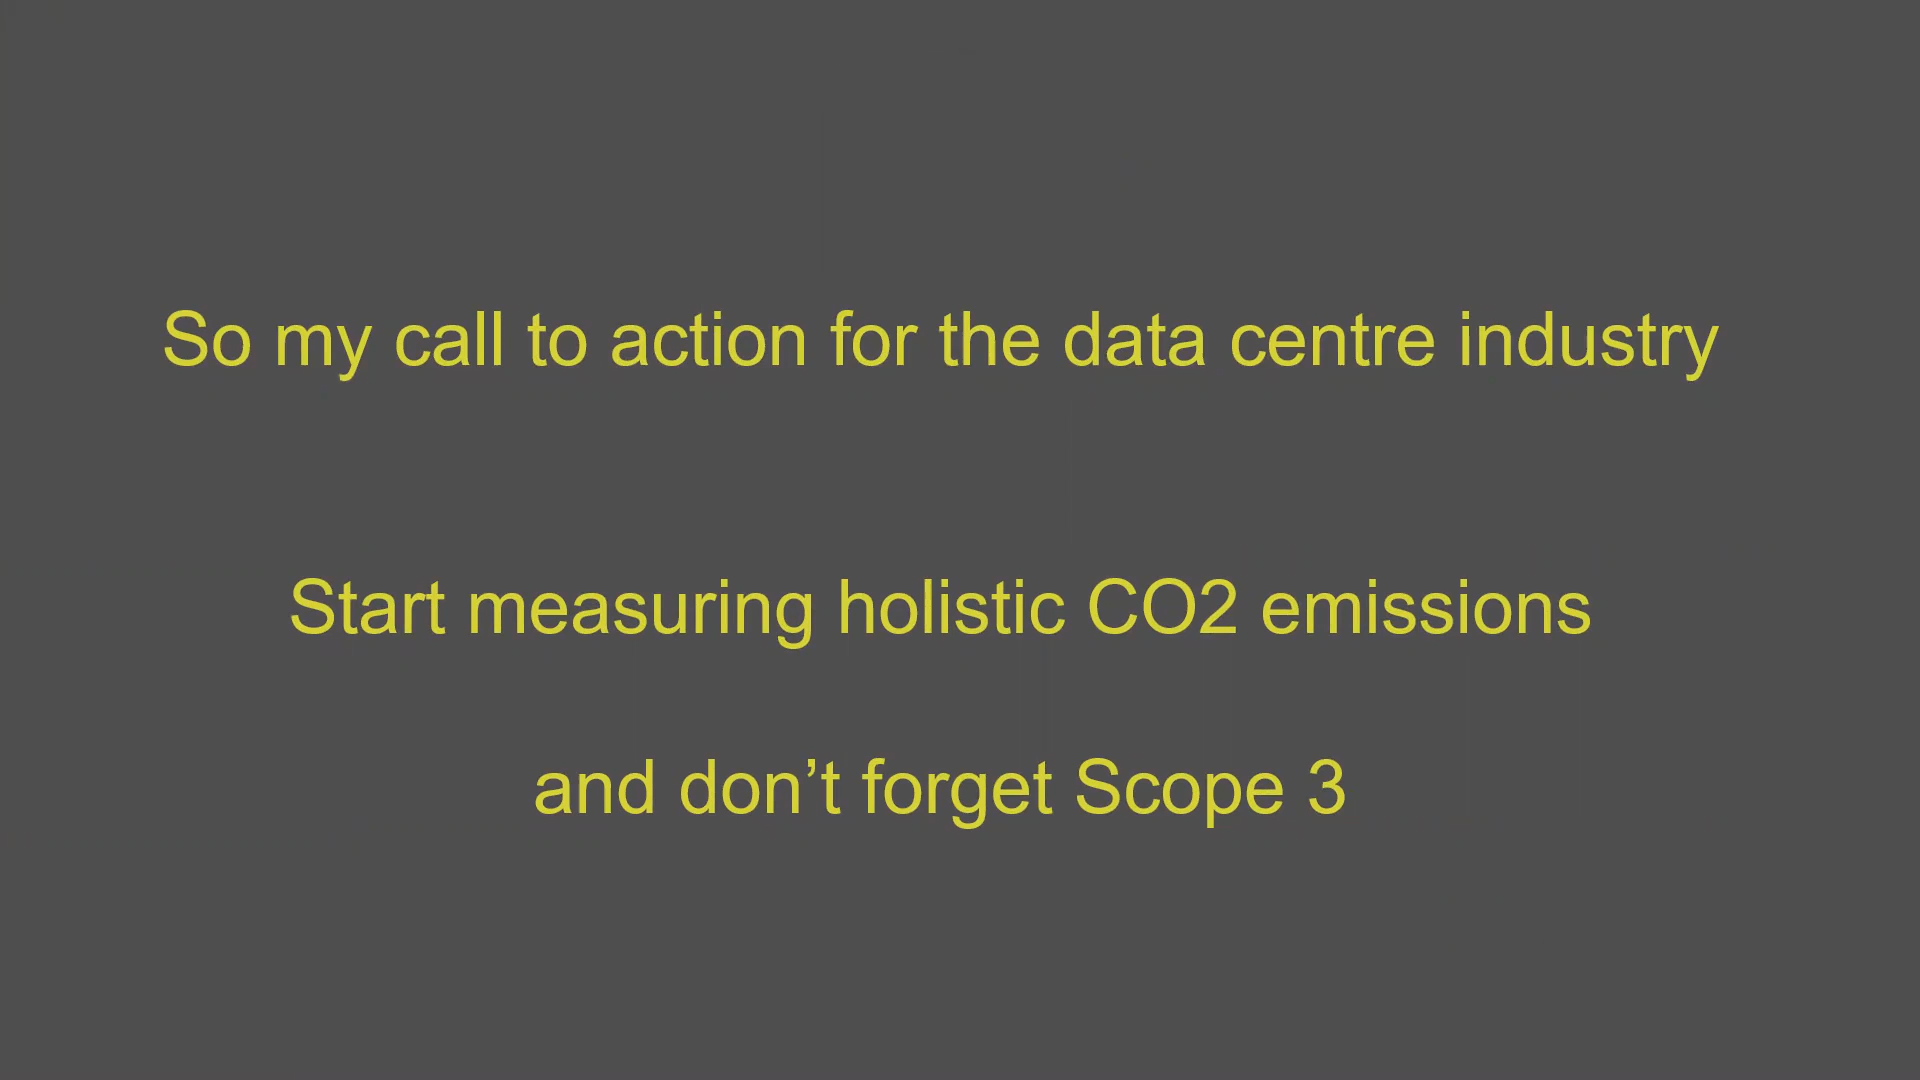 So my call to action for the data centre industry
Start measuring holistic CO2 emissions
and don’t forget Scope 3